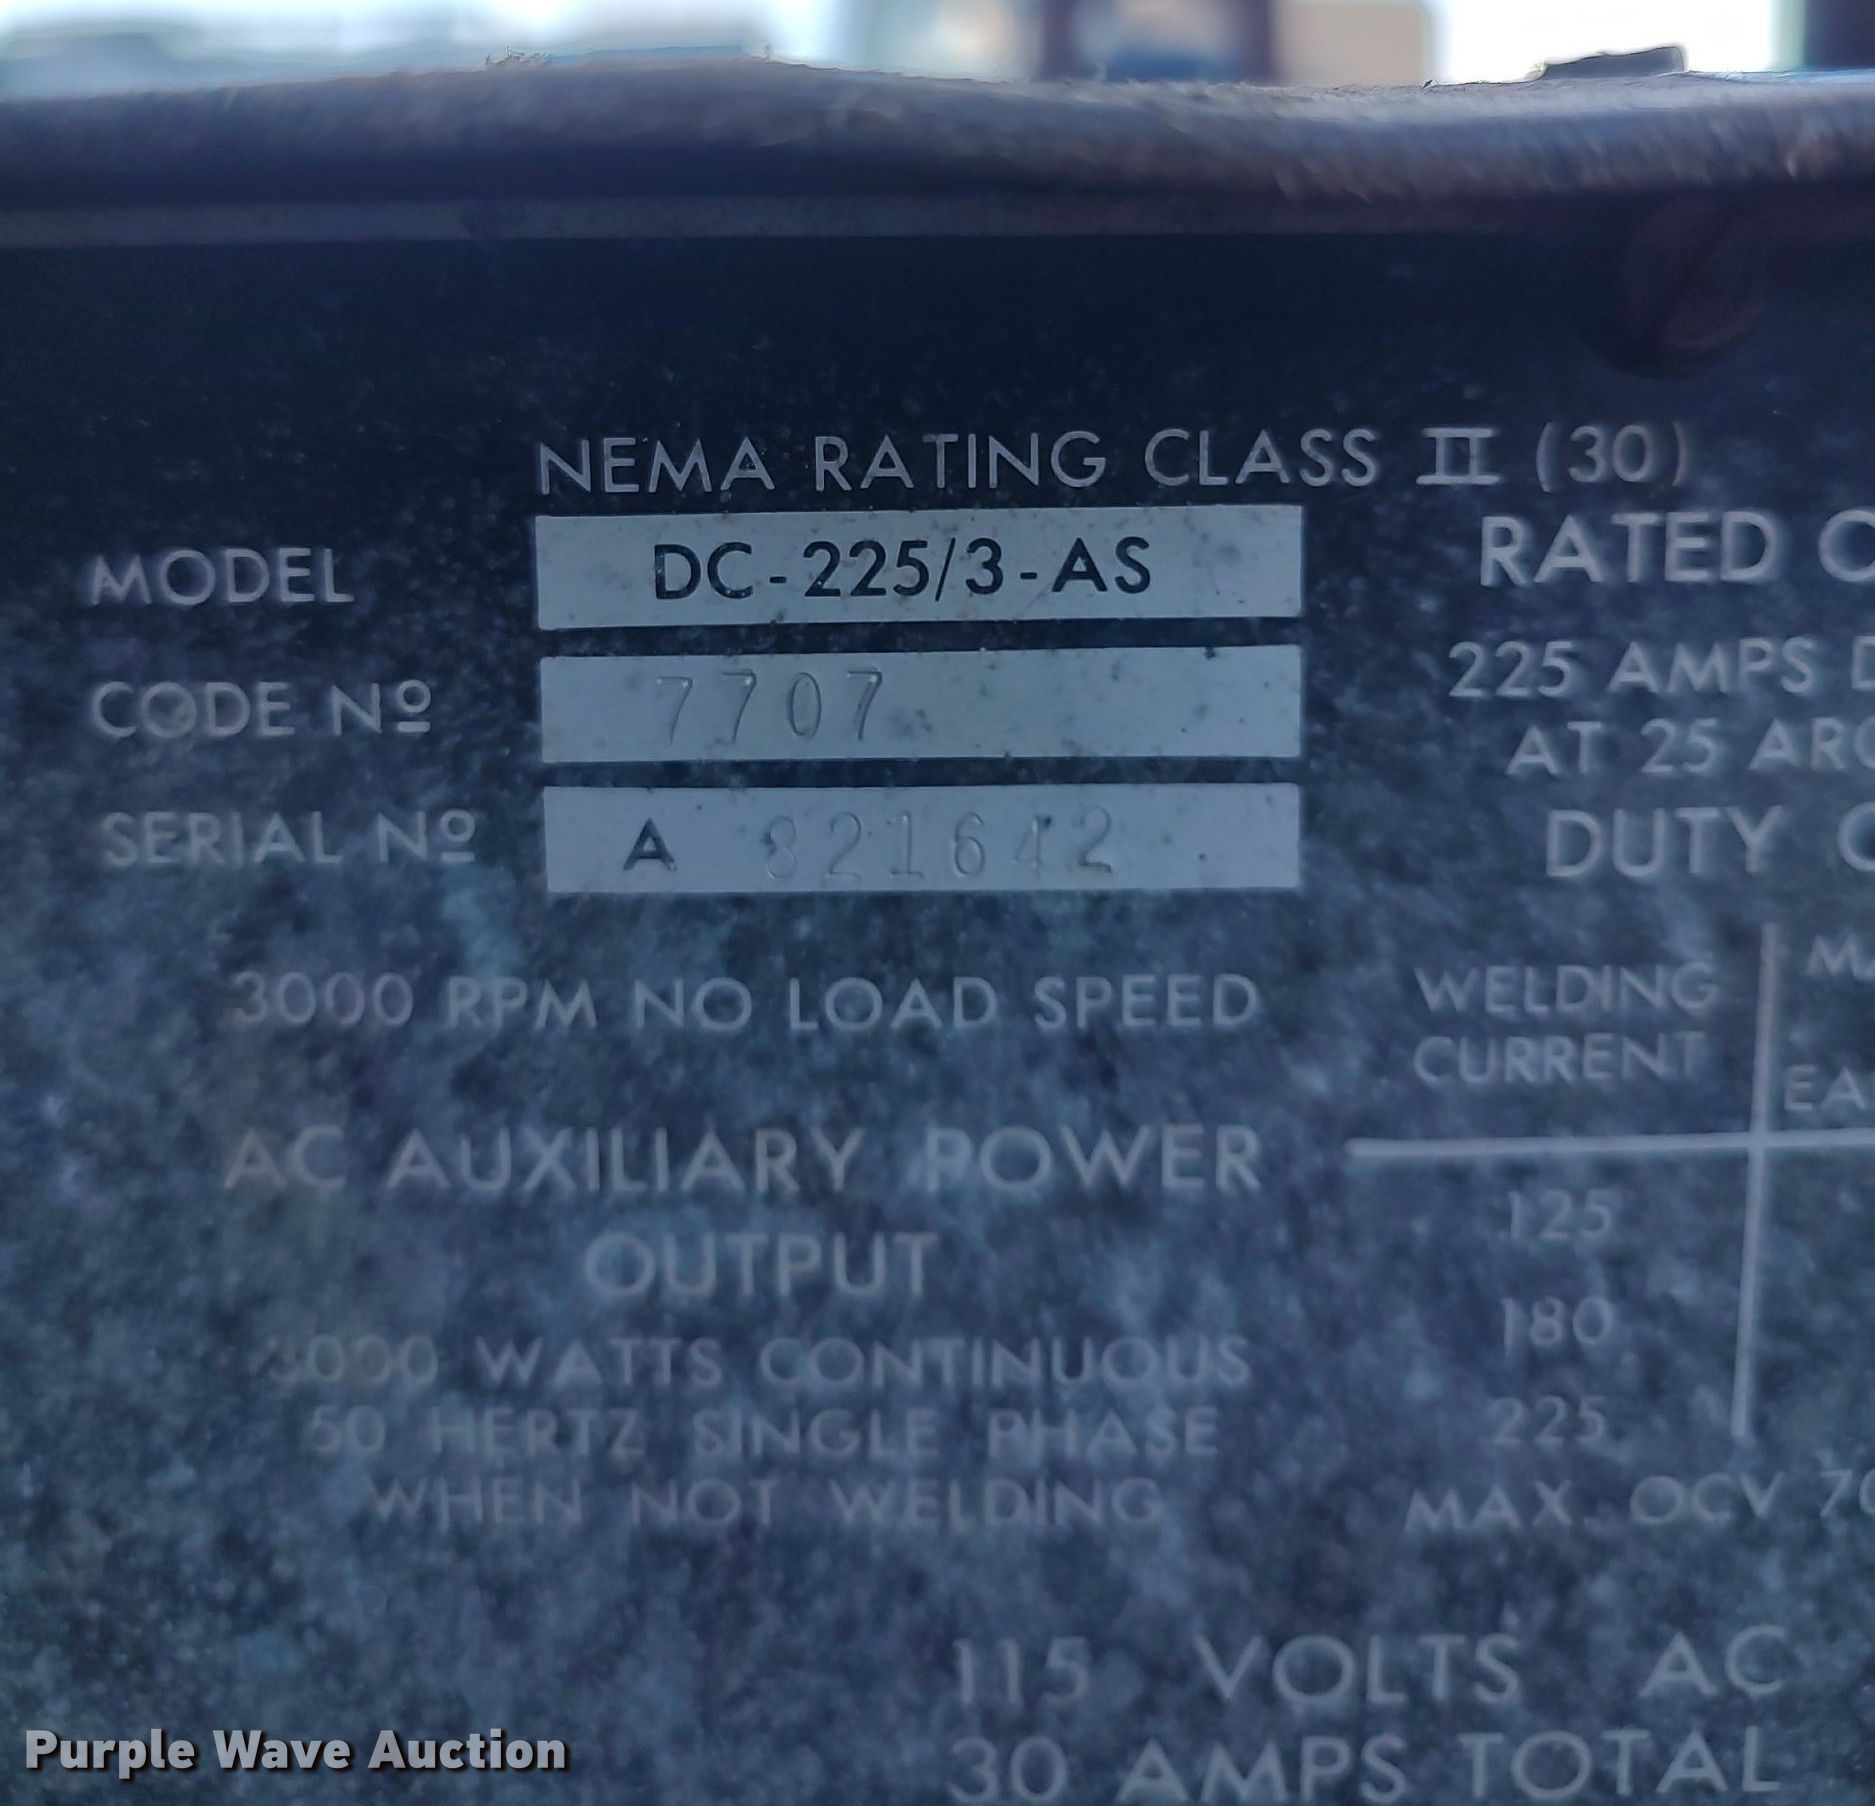 NEMA RATING CLASS II (30)
MODEL DC-225/3-AS
CODE Nº 7707
SERIAL Nº A 821642
3000 RPM NO LOAD SPEED
AC AUXILIARY POWER
OUTPUT
3000 WATTS CONTINUOUS
50 HERTZ SINGLE PHASE
WHEN NOT WELDING
RATED
225 AMPS
AT 25
DUTY
WELDING
CURRENT
125
180
225
MAX. OCV
115 VOLTS AC
30 AMPS TOTAL
Purple Wave Auction